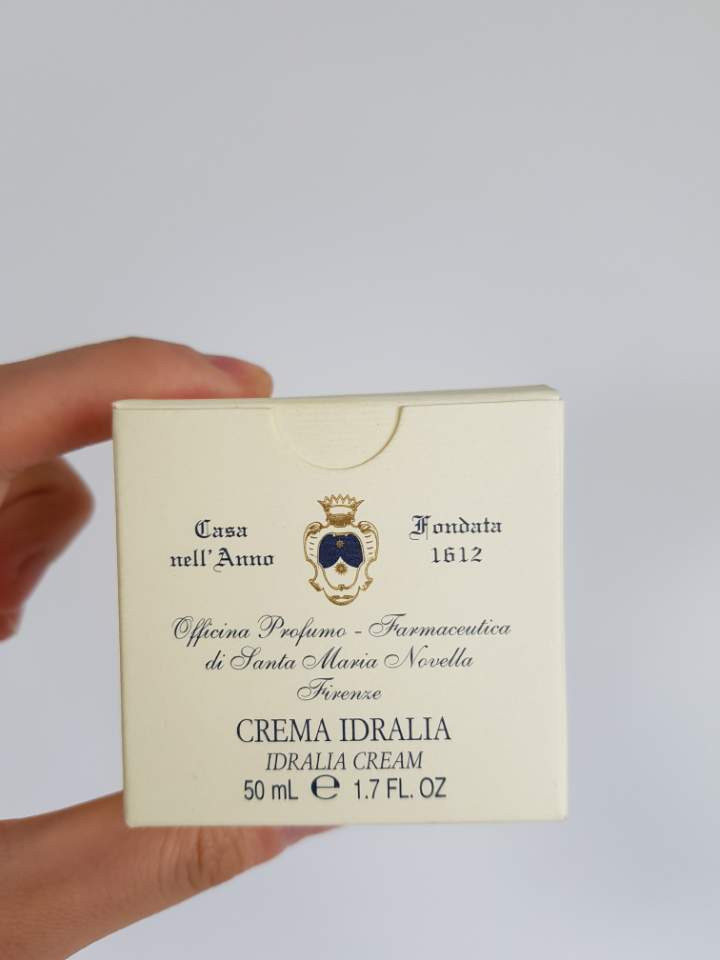 Casa Fondata
nell'Anno 1612
Officina Profumo - Farmaceutica
di Santa Maria Novella
Firenze
CREMA IDRALIA
IDRALIA CREAM
50 mL ℮ 1.7 FL. OZ